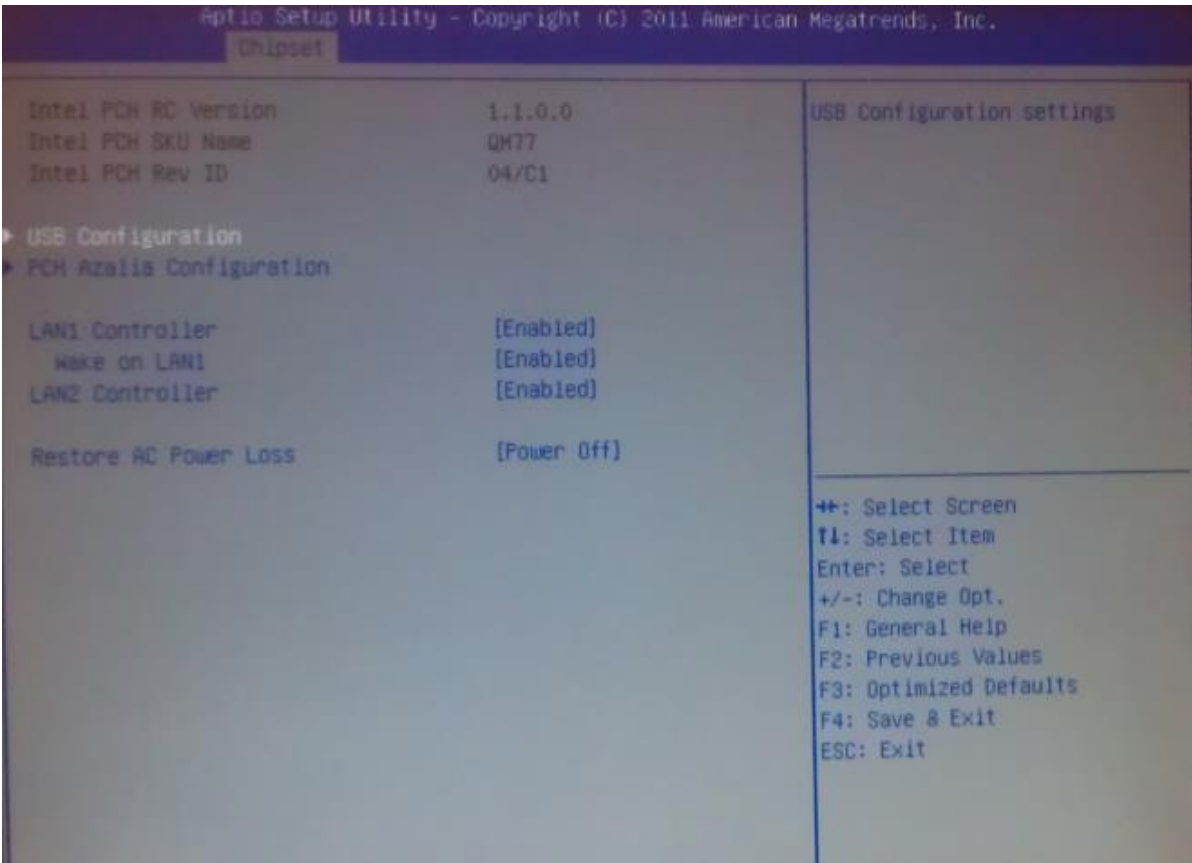 Aptio Setup Utility - Copyright (C) 2011 American Megatrends, Inc.
Chipset
Intel PCH RC Version 1.1.0.0
Intel PCH SKU Name QM77
Intel PCH Rev ID 04/C1
► USB Configuration
► PCH Azalia Configuration
LAN1 Controller [Enabled]
Wake on LAN1 [Enabled]
LAN2 Controller [Enabled]
Restore AC Power Loss [Power Off]
USB Configuration settings
→←: Select Screen
↑↓: Select Item
Enter: Select
+/-: Change Opt.
F1: General Help
F2: Previous Values
F3: Optimized Defaults
F4: Save & Exit
ESC: Exit